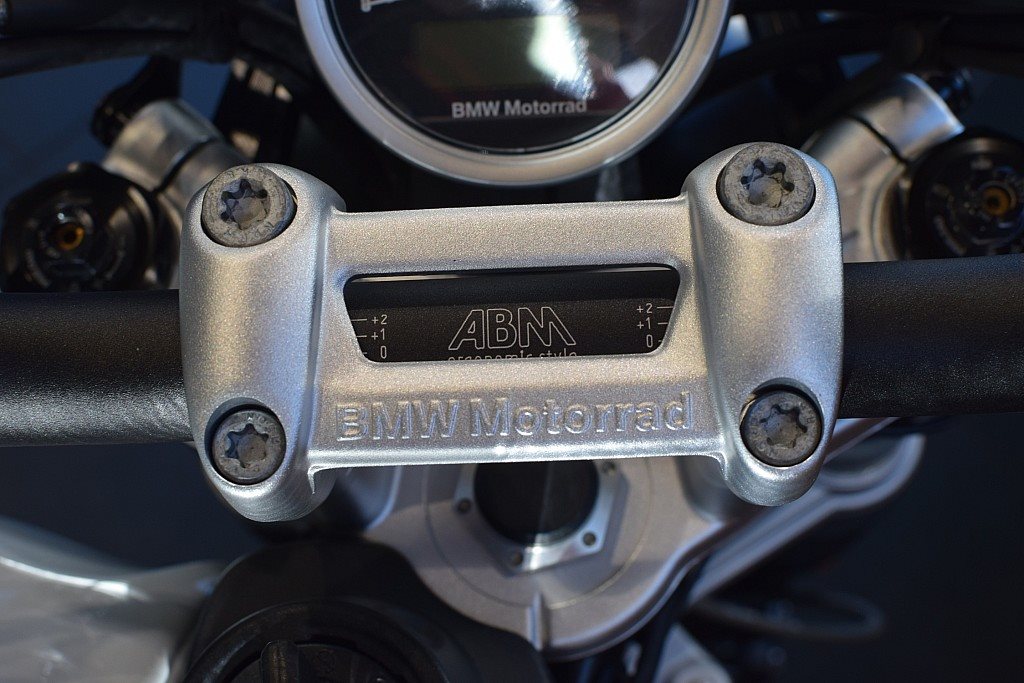 BMW Motorrad
+2
+1
0
ABM
ergonomic style
+2
+1
0
BMW Motorrad